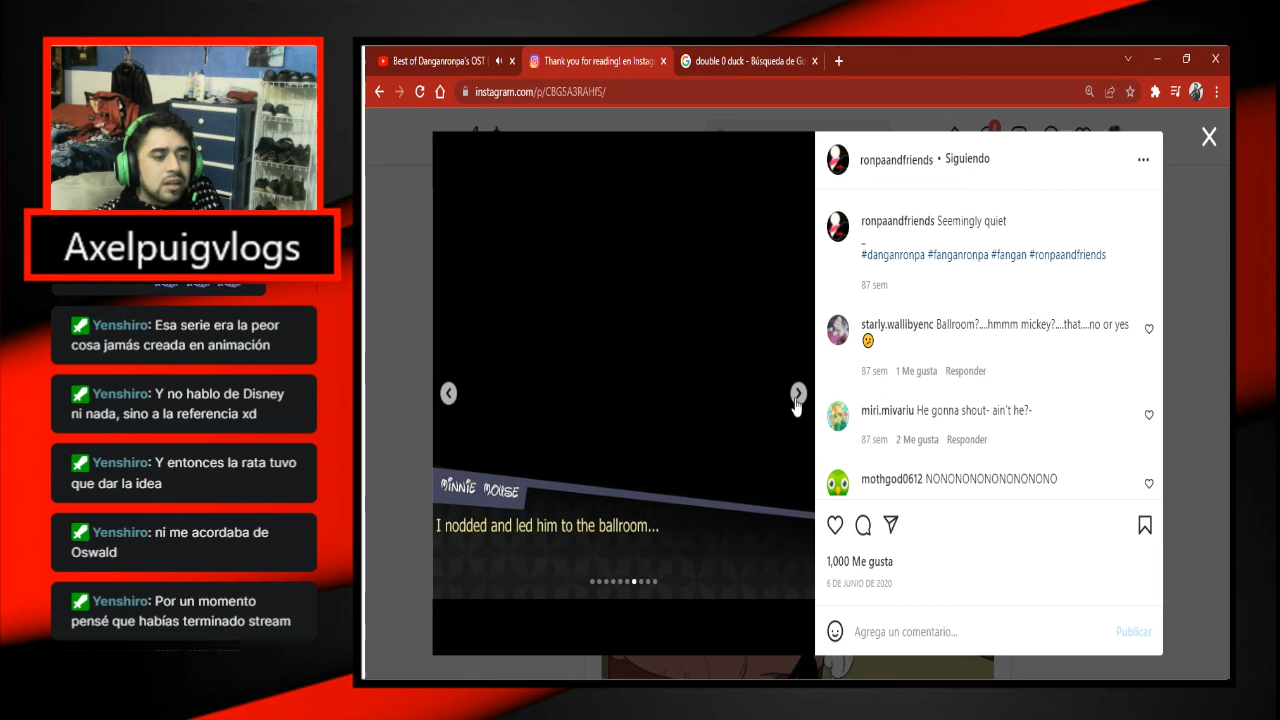 Axelpuigvlogs
Yenshiro: Esa serie era la peor
cosa jamás creada en animación
Yenshiro: Y no hablo de Disney
ni nada, sino a la referencia xd
Yenshiro: Y entonces la rata tuvo
que dar la idea
Yenshiro: ni me acordaba de
Oswald
Yenshiro: Por un momento
pensé que habías terminado stream
Best of Danganronpa's OST
Thank you for reading! en Instag
double 0 duck - Búsqueda de Go
instagram.com/p/CBG5A3RAHfS/
MINNIE MOUSE
I nodded and led him to the ballroom...
ronpaandfriends • Siguiendo
ronpaandfriends Seemingly quiet
_
#danganronpa #fanganronpa #fangan #ronpaandfriends
87 sem
starly.wallibyenc Ballroom?....hmmm mickey?....that....no or yes
87 sem 1 Me gusta Responder
miri.mivariu He gonna shout- ain't he?-
87 sem 2 Me gusta Responder
mothgod0612 NONONONONONONONONO
1,000 Me gusta
6 DE JUNIO DE 2020
Agrega un comentario...
Publicar